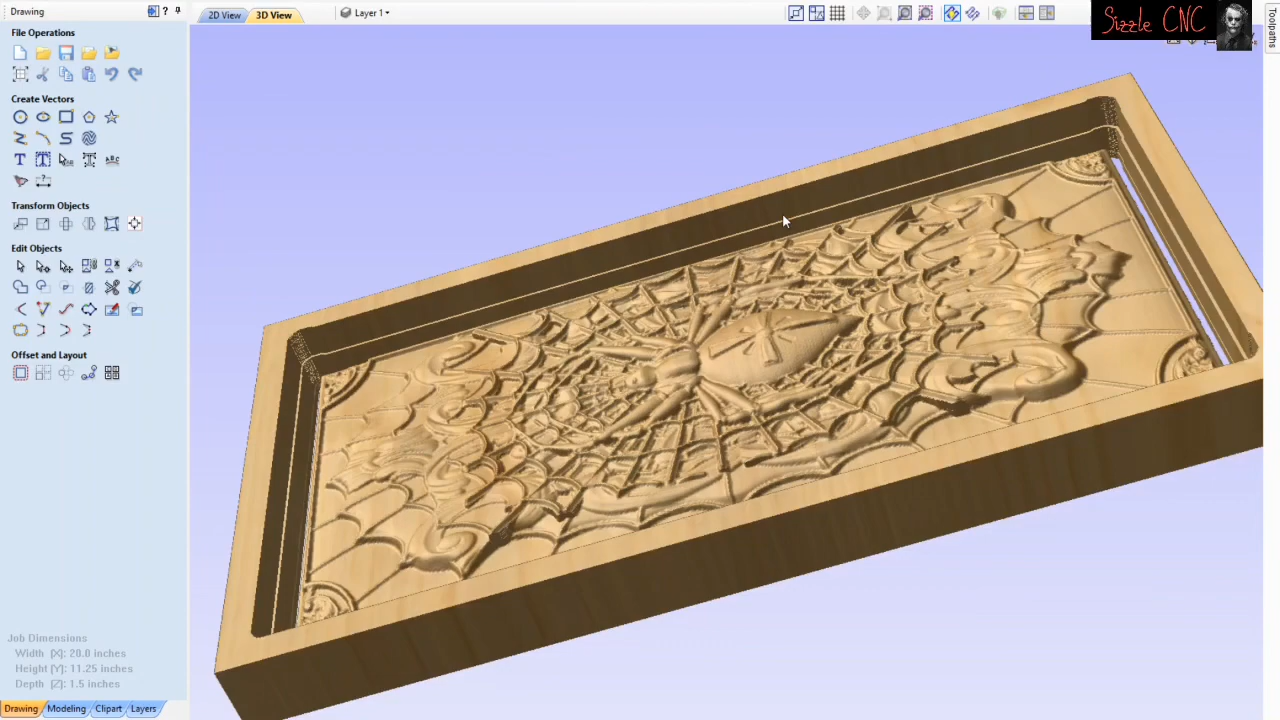 Drawing
?
2D View
3D View
Layer 1
Sizzle CNC
Toolpaths
File Operations
Create Vectors
Transform Objects
Edit Objects
Offset and Layout
Job Dimensions
Width (X): 20.0 inches
Height (Y): 11.25 inches
Depth (Z): 1.5 inches
Drawing
Modeling
Clipart
Layers